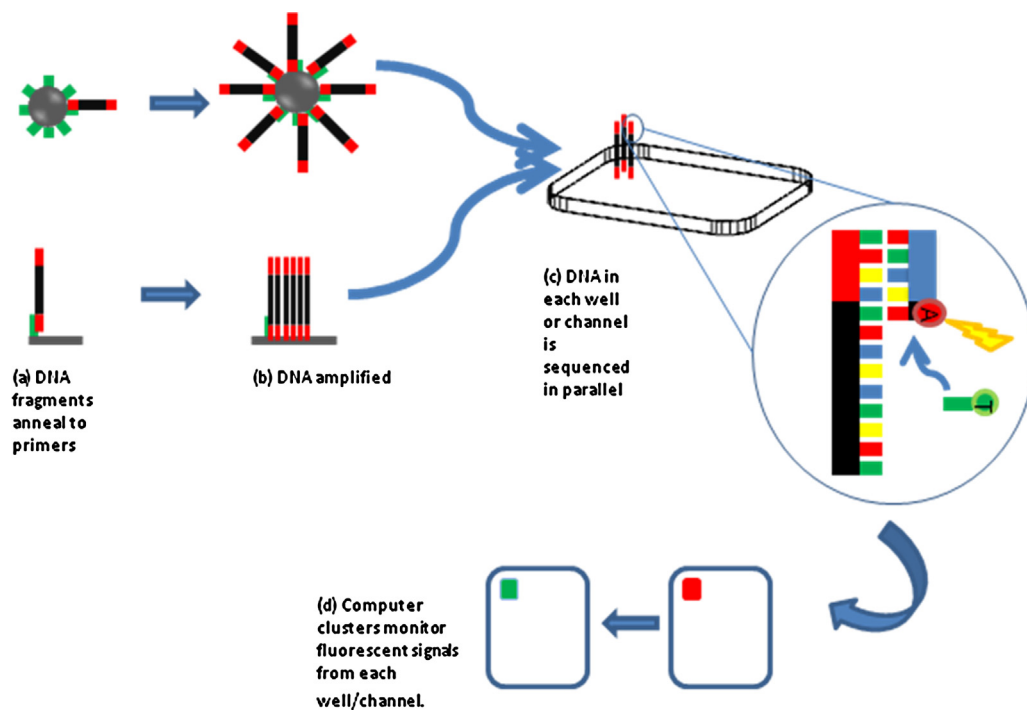 (a) DNA
fragments
anneal to
primers
(b) DNA amplified
(c) DNA in
each well
or channel
is
sequenced
in parallel
A
T
(d) Computer
clusters monitor
fluorescent signals
from each
well/channel.